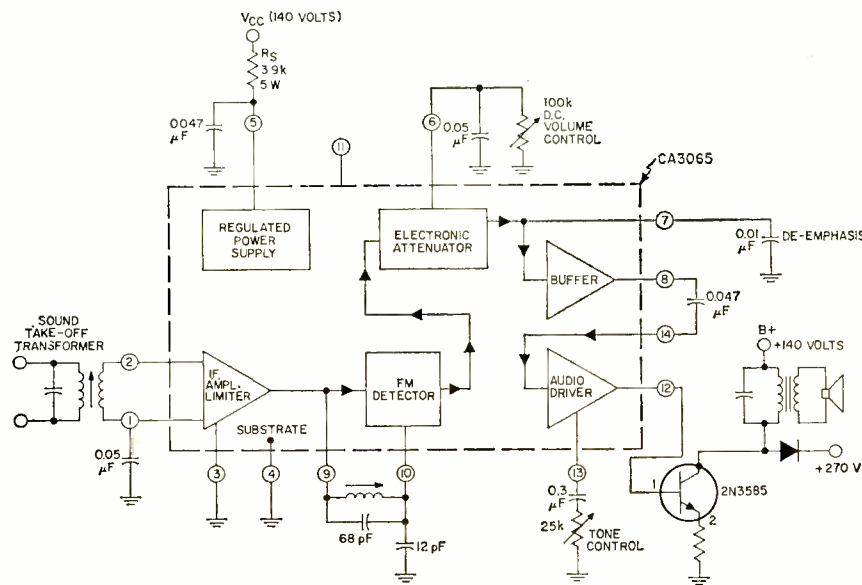 VCC (140 VOLTS)
RS
3.9k
5 W
0.047
µF
5
11
6
0.05
µF
100k
D.C.
VOLUME
CONTROL
CA3065
REGULATED
POWER
SUPPLY
ELECTRONIC
ATTENUATOR
7
0.01
µF
DE-EMPHASIS
BUFFER
8
0.047
µF
14
SOUND
TAKE-OFF
TRANSFORMER
2
1
0.05
µF
I.F.
AMPL.
LIMITER
SUBSTRATE
FM
DETECTOR
AUDIO
DRIVER
12
B+
+140 VOLTS
+270 V
3
4
9
10
13
68 pF
12 pF
0.3
µF
25k
TONE
CONTROL
1
2N3585
2